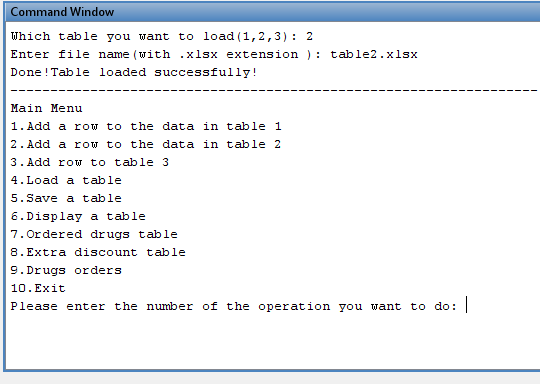 Command Window
Which table you want to load(1,2,3): 2
Enter file name(with .xlsx extension ): table2.xlsx
Done!Table loaded successfully!
------------------------------------------------------------------
Main Menu
1.Add a row to the data in table 1
2.Add a row to the data in table 2
3.Add row to table 3
4.Load a table
5.Save a table
6.Display a table
7.Ordered drugs table
8.Extra discount table
9.Drugs orders
10.Exit
Please enter the number of the operation you want to do: